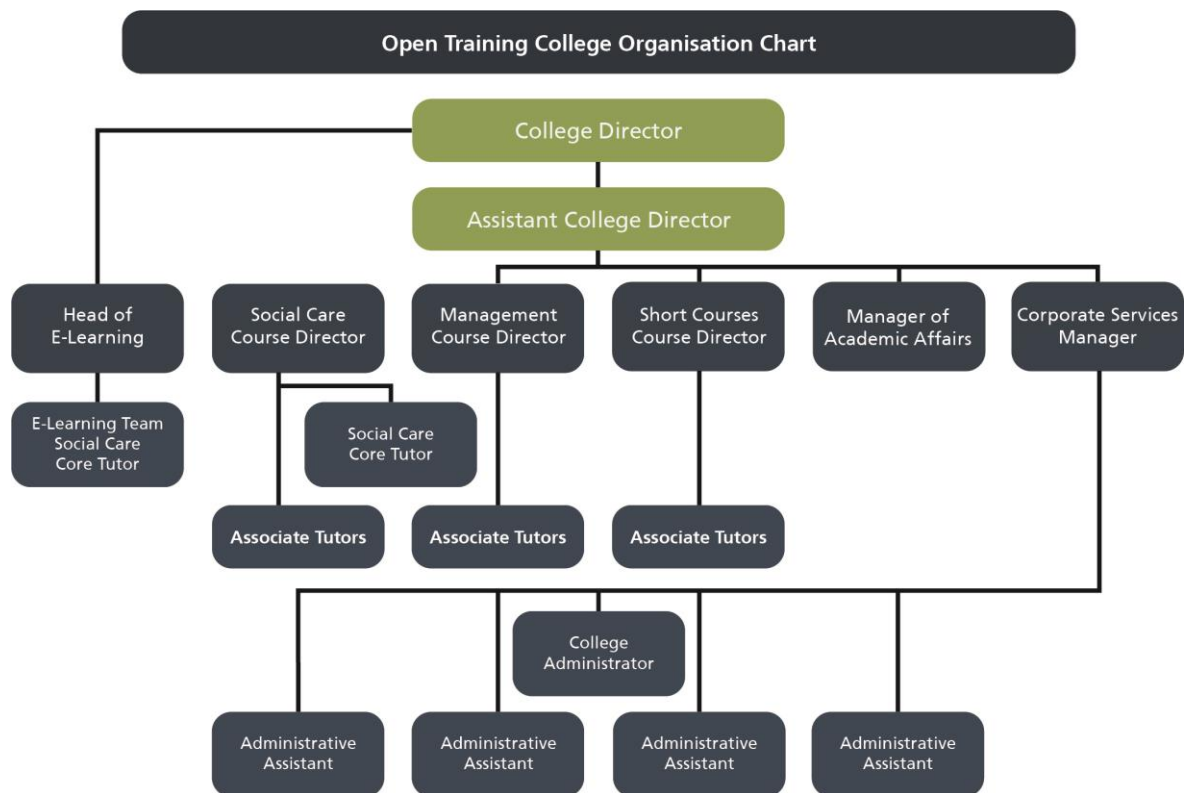 Open Training College Organisation Chart
College Director
Assistant College Director
Head of
E-Learning
Social Care
Course Director
Management
Course Director
Short Courses
Course Director
Manager of
Academic Affairs
Corporate Services
Manager
E-Learning Team
Social Care
Core Tutor
Social Care
Core Tutor
Associate Tutors
Associate Tutors
Associate Tutors
College
Administrator
Administrative
Assistant
Administrative
Assistant
Administrative
Assistant
Administrative
Assistant